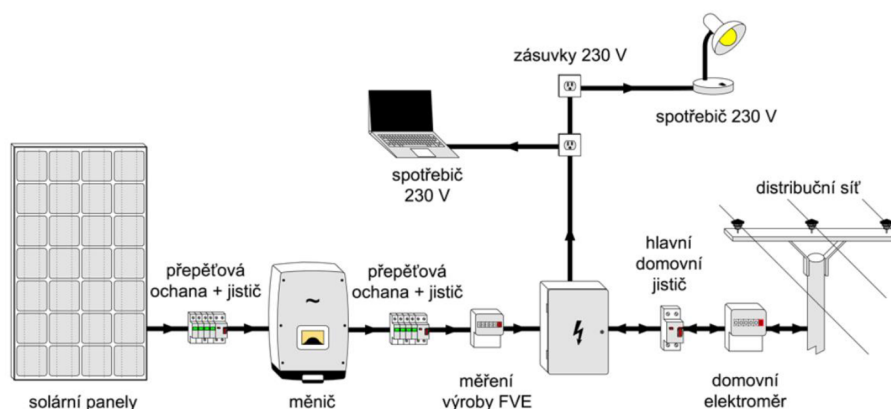 zásuvky 230 V
spotřebič 230 V
spotřebič
230 V
distribuční síť
hlavní
domovní
jistič
přepěťová
ochana + jistič
~
přepěťová
ochana + jistič
solární panely
měnič
měření
výroby FVE
domovní
elektroměr